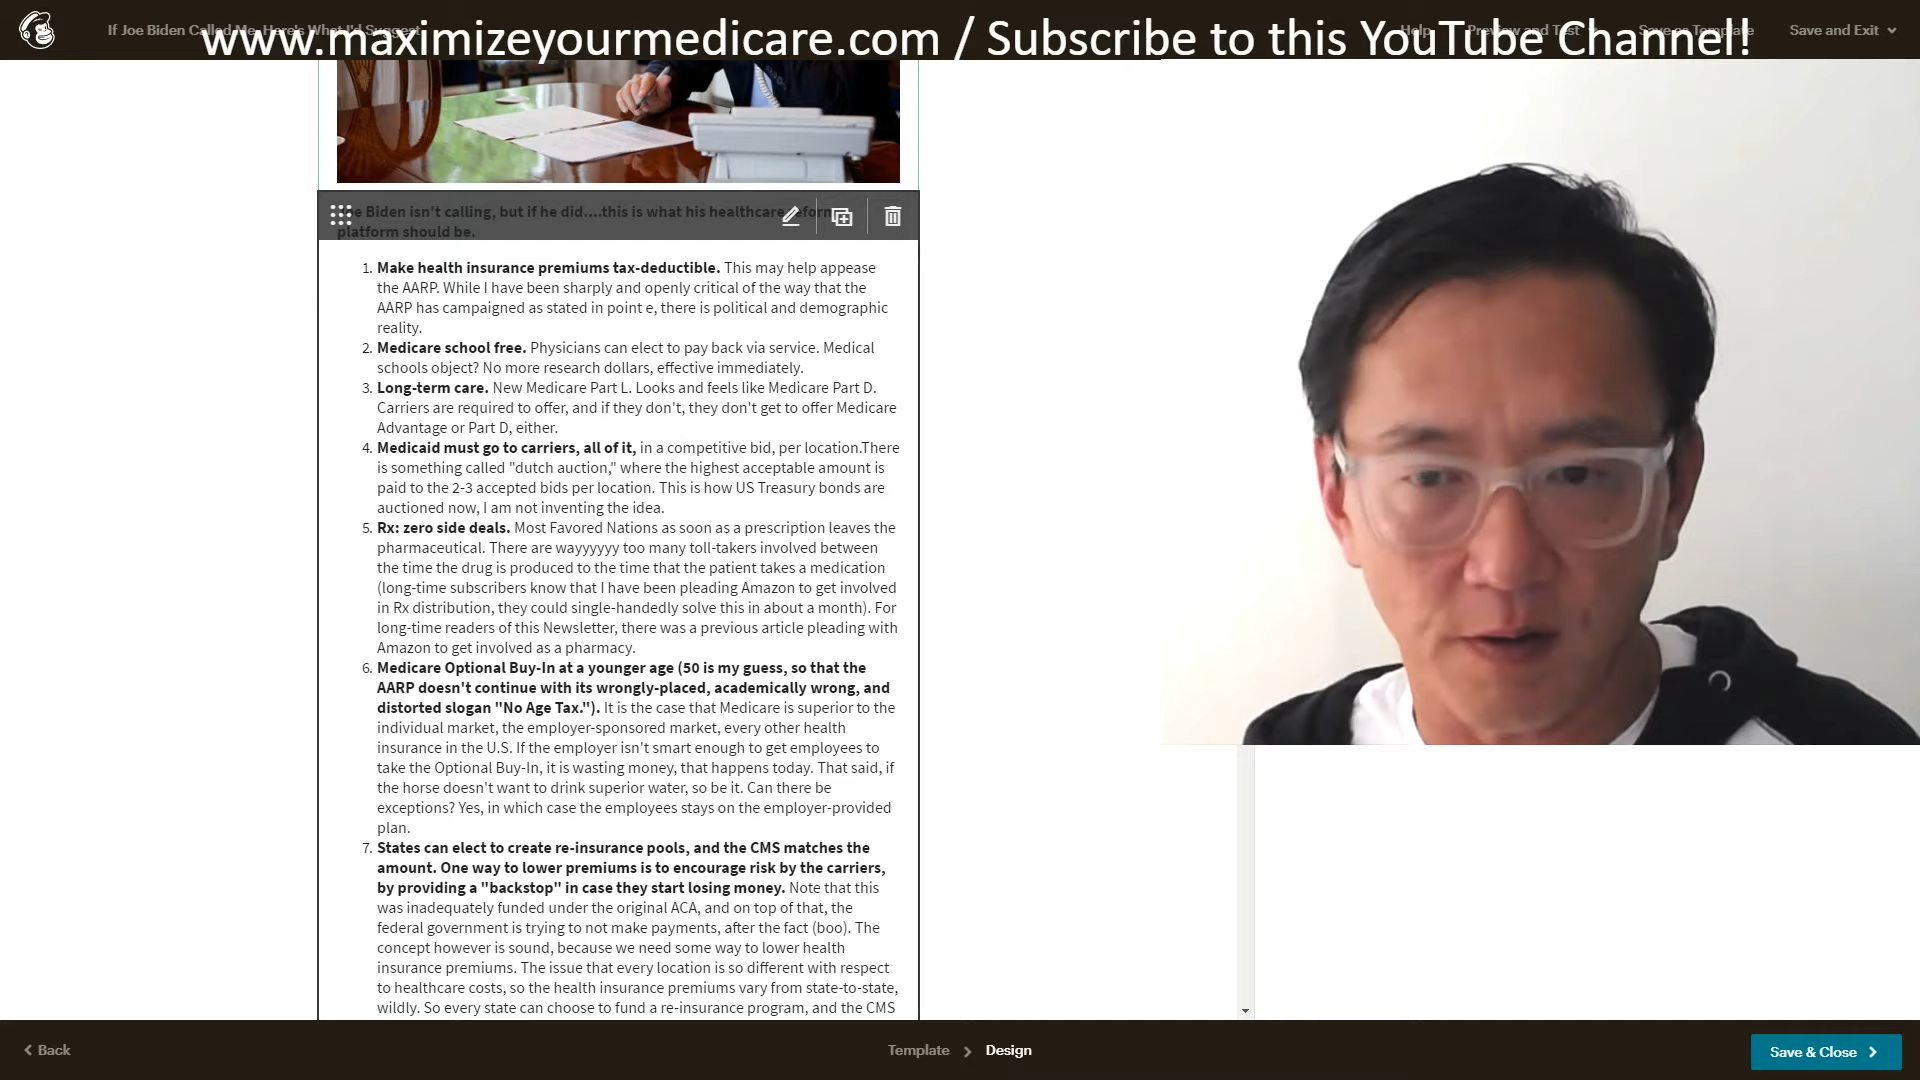 If Joe Biden Called Me, Here's What I'd Suggest
www.maximizeyourmedicare.com / Subscribe to this YouTube Channel!
Help
Preview and Test
Save as Template
Save and Exit
Joe Biden isn't calling, but if he did....this is what his healthcare reform
platform should be.
1. Make health insurance premiums tax-deductible. This may help appease
the AARP. While I have been sharply and openly critical of the way that the
AARP has campaigned as stated in point e, there is political and demographic
reality.
2. Medicare school free. Physicians can elect to pay back via service. Medical
schools object? No more research dollars, effective immediately.
3. Long-term care. New Medicare Part L. Looks and feels like Medicare Part D.
Carriers are required to offer, and if they don't, they don't get to offer Medicare
Advantage or Part D, either.
4. Medicaid must go to carriers, all of it, in a competitive bid, per location.There
is something called "dutch auction," where the highest acceptable amount is
paid to the 2-3 accepted bids per location. This is how US Treasury bonds are
auctioned now, I am not inventing the idea.
5. Rx: zero side deals. Most Favored Nations as soon as a prescription leaves the
pharmaceutical. There are wayyyyyy too many toll-takers involved between
the time the drug is produced to the time that the patient takes a medication
(long-time subscribers know that I have been pleading Amazon to get involved
in Rx distribution, they could single-handedly solve this in about a month). For
long-time readers of this Newsletter, there was a previous article pleading with
Amazon to get involved as a pharmacy.
6. Medicare Optional Buy-In at a younger age (50 is my guess, so that the
AARP doesn't continue with its wrongly-placed, academically wrong, and
distorted slogan "No Age Tax."). It is the case that Medicare is superior to the
individual market, the employer-sponsored market, every other health
insurance in the U.S. If the employer isn't smart enough to get employees to
take the Optional Buy-In, it is wasting money, that happens today. That said, if
the horse doesn't want to drink superior water, so be it. Can there be
exceptions? Yes, in which case the employees stays on the employer-provided
plan.
7. States can elect to create re-insurance pools, and the CMS matches the
amount. One way to lower premiums is to encourage risk by the carriers,
by providing a "backstop" in case they start losing money. Note that this
was inadequately funded under the original ACA, and on top of that, the
federal government is trying to not make payments, after the fact (boo). The
concept however is sound, because we need some way to lower health
insurance premiums. The issue that every location is so different with respect
to healthcare costs, so the health insurance premiums vary from state-to-state,
wildly. So every state can choose to fund a re-insurance program, and the CMS
Back
Template
Design
Save & Close